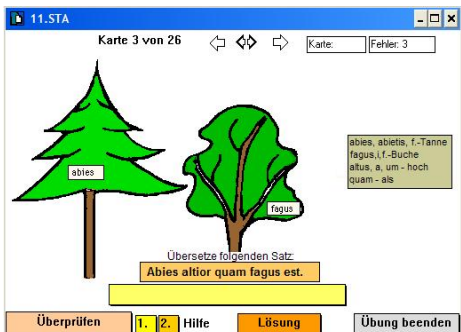 11.STA
Karte 3 von 26
Karte:
Fehler: 3
abies
fagus
abies, abietis, f.-Tanne
fagus,i,f.-Buche
altus, a, um - hoch
quam - als
Übersetze folgenden Satz:
Abies altior quam fagus est.
Überprüfen
1.
2.
Hilfe
Lösung
Übung beenden